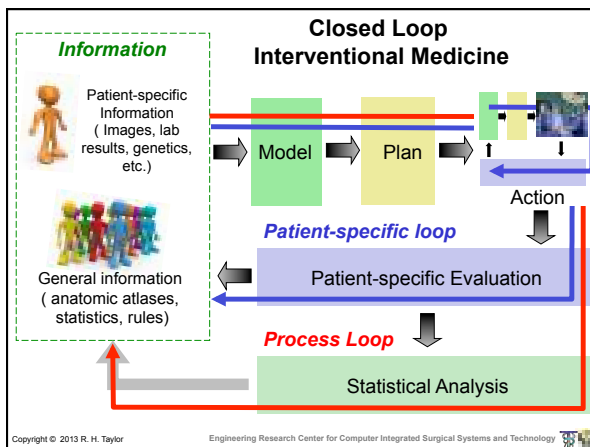 Closed Loop
Interventional Medicine
Information
Patient-specific
Information
( Images, lab
results, genetics,
etc.)
Model
Plan
Action
Patient-specific loop
Patient-specific Evaluation
General information
( anatomic atlases,
statistics, rules)
Process Loop
Statistical Analysis
Copyright © 2013 R. H. Taylor
Engineering Research Center for Computer Integrated Surgical Systems and Technology